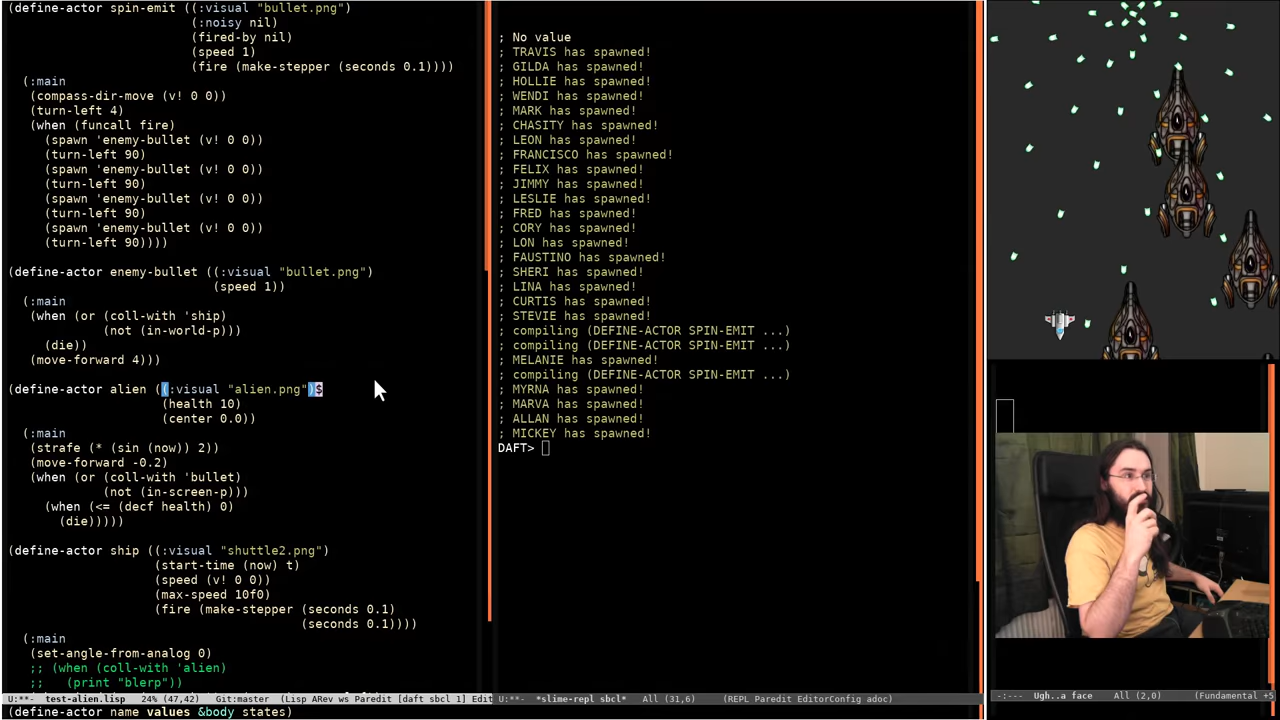 (define-actor spin-emit ((:visual "bullet.png")
(:noisy nil)
(fired-by nil)
(speed 1)
(fire (make-stepper (seconds 0.1))))
(:main
(compass-dir-move (v! 0 0))
(turn-left 4)
(when (funcall fire)
(spawn 'enemy-bullet (v! 0 0))
(turn-left 90)
(spawn 'enemy-bullet (v! 0 0))
(turn-left 90)
(spawn 'enemy-bullet (v! 0 0))
(turn-left 90)
(spawn 'enemy-bullet (v! 0 0))
(turn-left 90))))
(define-actor enemy-bullet ((:visual "bullet.png")
(speed 1))
(:main
(when (or (coll-with 'ship)
(not (in-world-p)))
(die))
(move-forward 4)))
(define-actor alien ((:visual "alien.png")$
(health 10)
(center 0.0))
(:main
(strafe (* (sin (now)) 2))
(move-forward -0.2)
(when (or (coll-with 'bullet)
(not (in-screen-p)))
(when (<= (decf health) 0)
(die)))))
(define-actor ship ((:visual "shuttle2.png")
(start-time (now) t)
(speed (v! 0 0))
(max-speed 10f0)
(fire (make-stepper (seconds 0.1)
(seconds 0.1))))
(:main
(set-angle-from-analog 0)
;; (when (coll-with 'alien)
;;   (print "blerp"))
U:**-  test-alien.lisp   24% (47,42)   Git:master  (Lisp ARev ws Paredit [daft sbcl 1] Edit
(define-actor name values &body states)
; No value
; TRAVIS has spawned!
; GILDA has spawned!
; HOLLIE has spawned!
; WENDI has spawned!
; MARK has spawned!
; CHASITY has spawned!
; LEON has spawned!
; FRANCISCO has spawned!
; FELIX has spawned!
; JIMMY has spawned!
; LESLIE has spawned!
; FRED has spawned!
; CORY has spawned!
; LON has spawned!
; FAUSTINO has spawned!
; SHERI has spawned!
; LINA has spawned!
; CURTIS has spawned!
; STEVIE has spawned!
; compiling (DEFINE-ACTOR SPIN-EMIT ...)
; compiling (DEFINE-ACTOR SPIN-EMIT ...)
; MELANIE has spawned!
; compiling (DEFINE-ACTOR SPIN-EMIT ...)
; MYRNA has spawned!
; MARVA has spawned!
; ALLAN has spawned!
; MICKEY has spawned!
DAFT>
U:**-  *slime-repl sbcl*   All (31,6)   (REPL Paredit EditorConfig adoc)
-:---  Ugh..a face   All (2,0)   (Fundamental +5